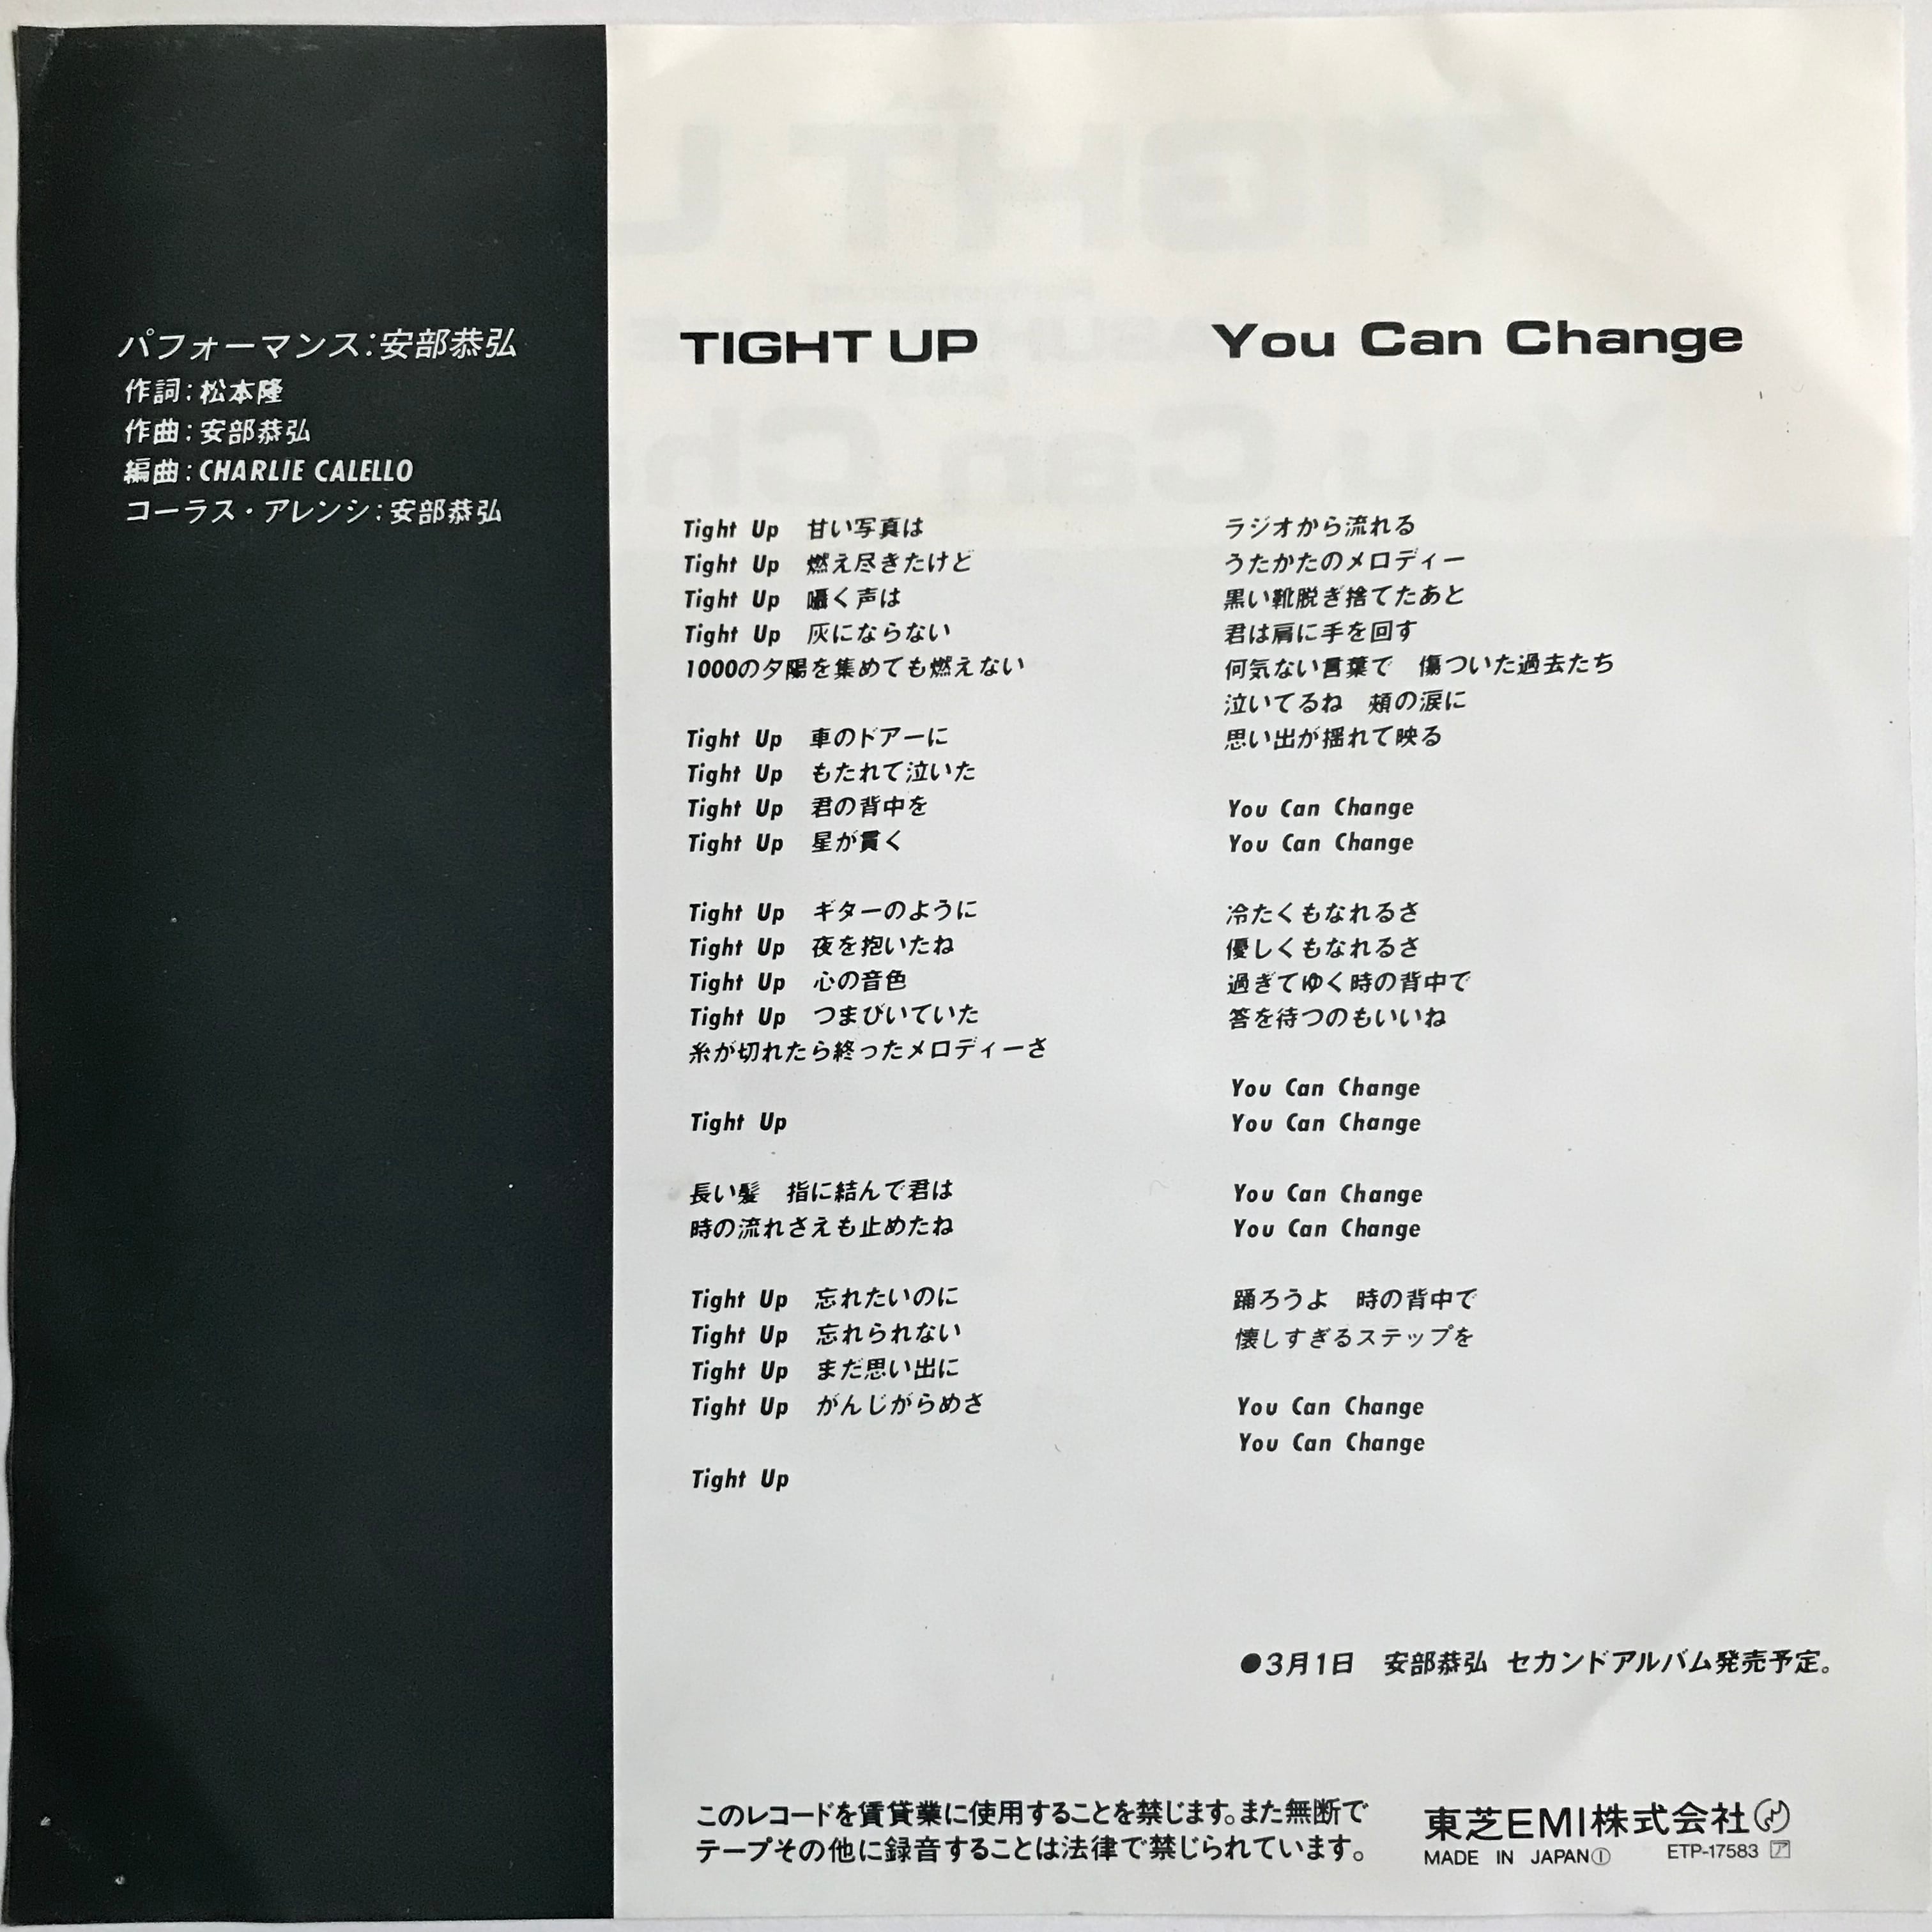 パフォーマンス：安部恭弘
作詞：松本隆
作曲：安部恭弘
編曲：CHARLIE CALELLO
コーラス・アレンシ：安部恭弘
TIGHT UP
Tight Up　甘い写真は
Tight Up　燃え尽きたけど
Tight Up　囁く声は
Tight Up　灰にならない
1000の夕陽を集めても燃えない
Tight Up　車のドアーに
Tight Up　もたれて泣いた
Tight Up　君の背中を
Tight Up　星が貫く
Tight Up　ギターのように
Tight Up　夜を抱いたね
Tight Up　心の音色
Tight Up　つまびいていた
糸が切れたら終ったメロディーさ
Tight Up
長い髪　指に結んで君は
時の流れさえも止めたね
Tight Up　忘れたいのに
Tight Up　忘れられない
Tight Up　まだ思い出に
Tight Up　がんじがらめさ
Tight Up
You Can Change
ラジオから流れる
うたかたのメロディー
黒い靴脱ぎ捨てたあと
君は肩に手を回す
何気ない言葉で　傷ついた過去たち
泣いてるね　頬の涙に
思い出が揺れて映る
You Can Change
You Can Change
冷たくもなれるさ
優しくもなれるさ
過ぎてゆく時の背中で
答を待つのもいいね
You Can Change
You Can Change
You Can Change
You Can Change
踊ろうよ　時の背中で
懐しすぎるステップを
You Can Change
You Can Change
●3月1日　安部恭弘 セカンドアルバム発売予定。
このレコードを賃貸業に使用することを禁じます。また無断で
テープその他に録音することは法律で禁じられています。
東芝EMI株式会社
MADE IN JAPANⒾ ETP-17583 ア